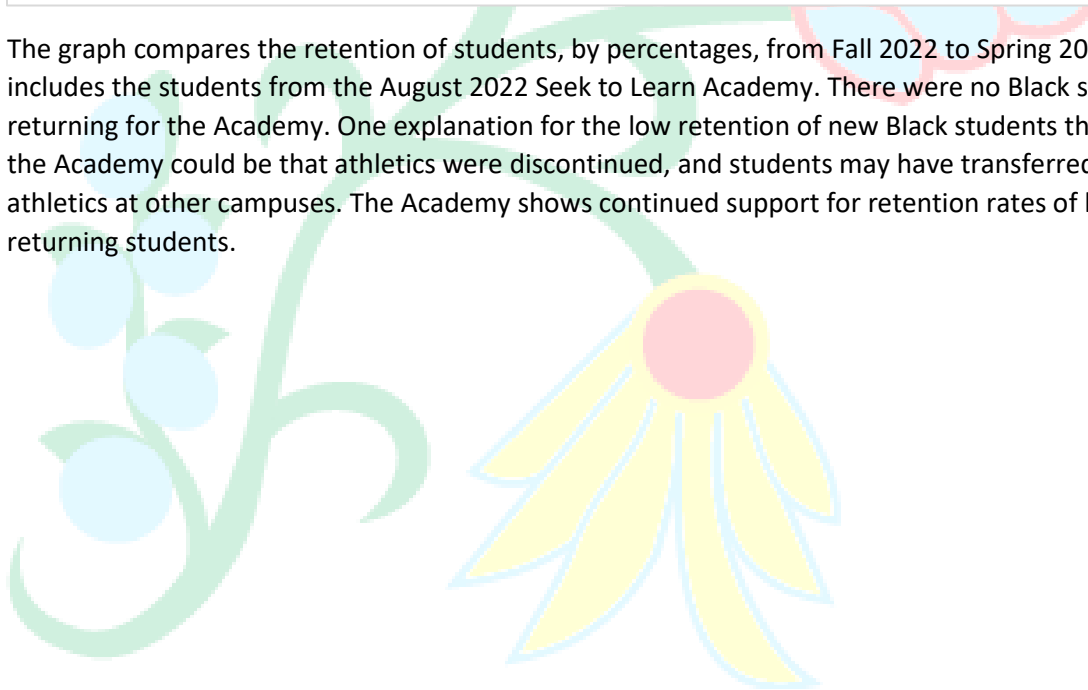 The graph compares the retention of students, by percentages, from Fall 2022 to Spring 20
includes the students from the August 2022 Seek to Learn Academy. There were no Black s
returning for the Academy. One explanation for the low retention of new Black students th
the Academy could be that athletics were discontinued, and students may have transferred
athletics at other campuses. The Academy shows continued support for retention rates of
returning students.